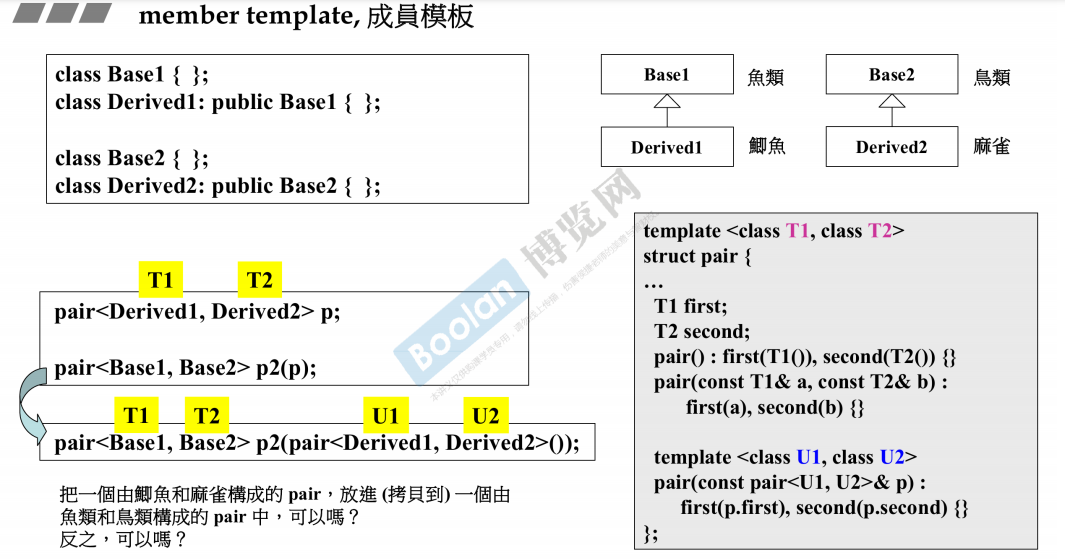 member template, 成員模板
class Base1 { };
class Derived1: public Base1 { };
class Base2 { };
class Derived2: public Base2 { };
Base1 魚類
Derived1 鯽魚
Base2 鳥類
Derived2 麻雀
T1 T2
pair<Derived1, Derived2> p;
pair<Base1, Base2> p2(p);
T1 T2 U1 U2
pair<Base1, Base2> p2(pair<Derived1, Derived2>());
把一個由鯽魚和麻雀構成的 pair，放進 (拷貝到) 一個由
魚類和鳥類構成的 pair 中，可以嗎？
反之，可以嗎？
template <class T1, class T2>
struct pair {
…
T1 first;
T2 second;
pair() : first(T1()), second(T2()) {}
pair(const T1& a, const T2& b) :
first(a), second(b) {}
template <class U1, class U2>
pair(const pair<U1, U2>& p) :
first(p.first), second(p.second) {}
};
Boolan 博览网